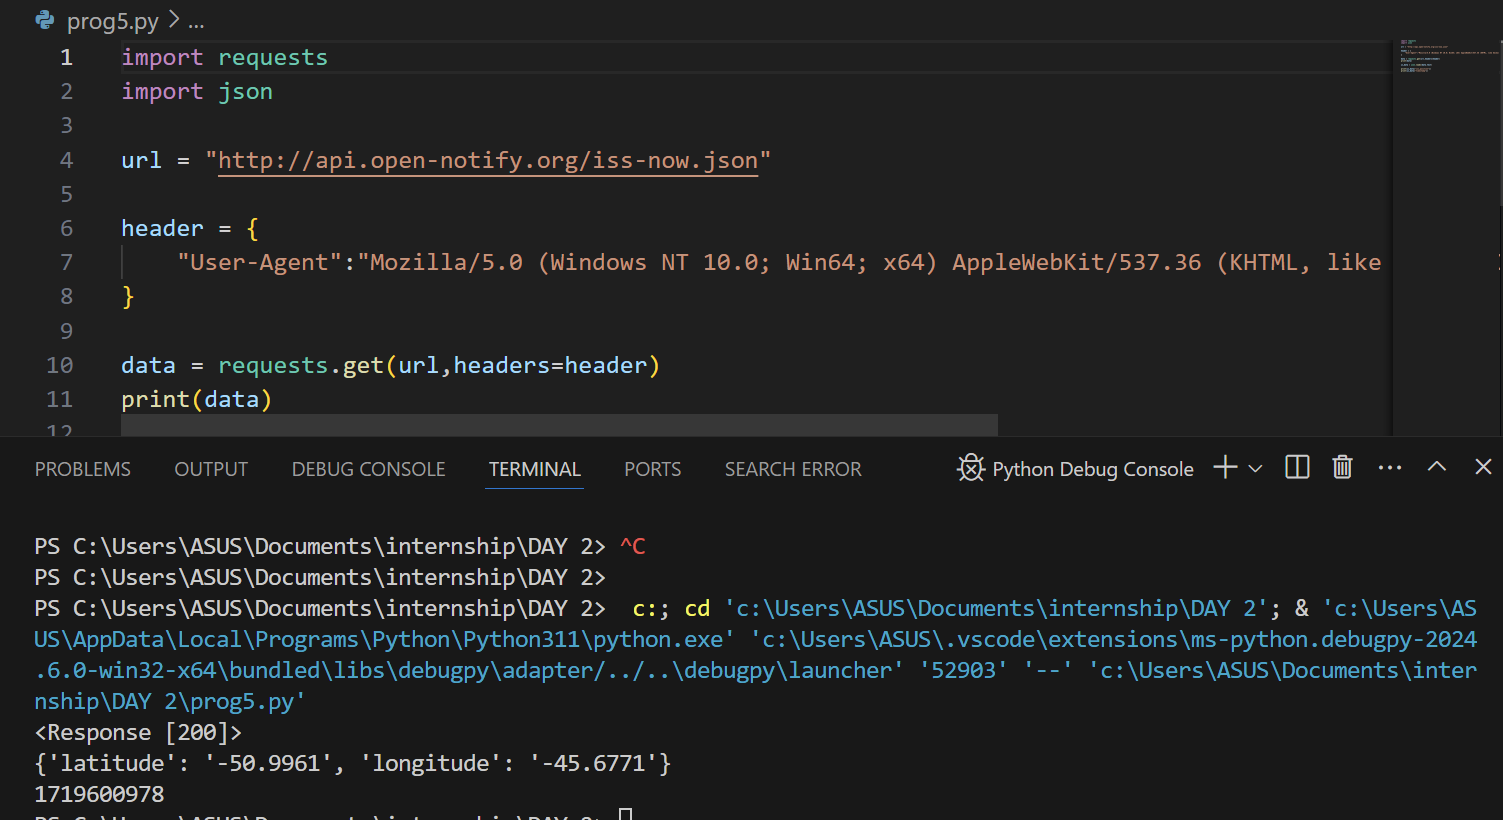 prog5.py > ...
1 import requests
2 import json
3
4 url = "http://api.open-notify.org/iss-now.json"
5
6 header = {
7 "User-Agent":"Mozilla/5.0 (Windows NT 10.0; Win64; x64) AppleWebKit/537.36 (KHTML, like
8 }
9
10 data = requests.get(url,headers=header)
11 print(data)
12
PROBLEMS OUTPUT DEBUG CONSOLE TERMINAL PORTS SEARCH ERROR Python Debug Console
PS C:\Users\ASUS\Documents\internship\DAY 2> ^C
PS C:\Users\ASUS\Documents\internship\DAY 2>
PS C:\Users\ASUS\Documents\internship\DAY 2> c:; cd 'c:\Users\ASUS\Documents\internship\DAY 2'; & 'c:\Users\AS
US\AppData\Local\Programs\Python\Python311\python.exe' 'c:\Users\ASUS\.vscode\extensions\ms-python.debugpy-2024
.6.0-win32-x64\bundled\libs\debugpy\adapter/../..\debugpy\launcher' '52903' '--' 'c:\Users\ASUS\Documents\inter
nship\DAY 2\prog5.py'
<Response [200]>
{'latitude': '-50.9961', 'longitude': '-45.6771'}
1719600978
PS C:\Users\ASUS\Documents\internship\DAY 2>